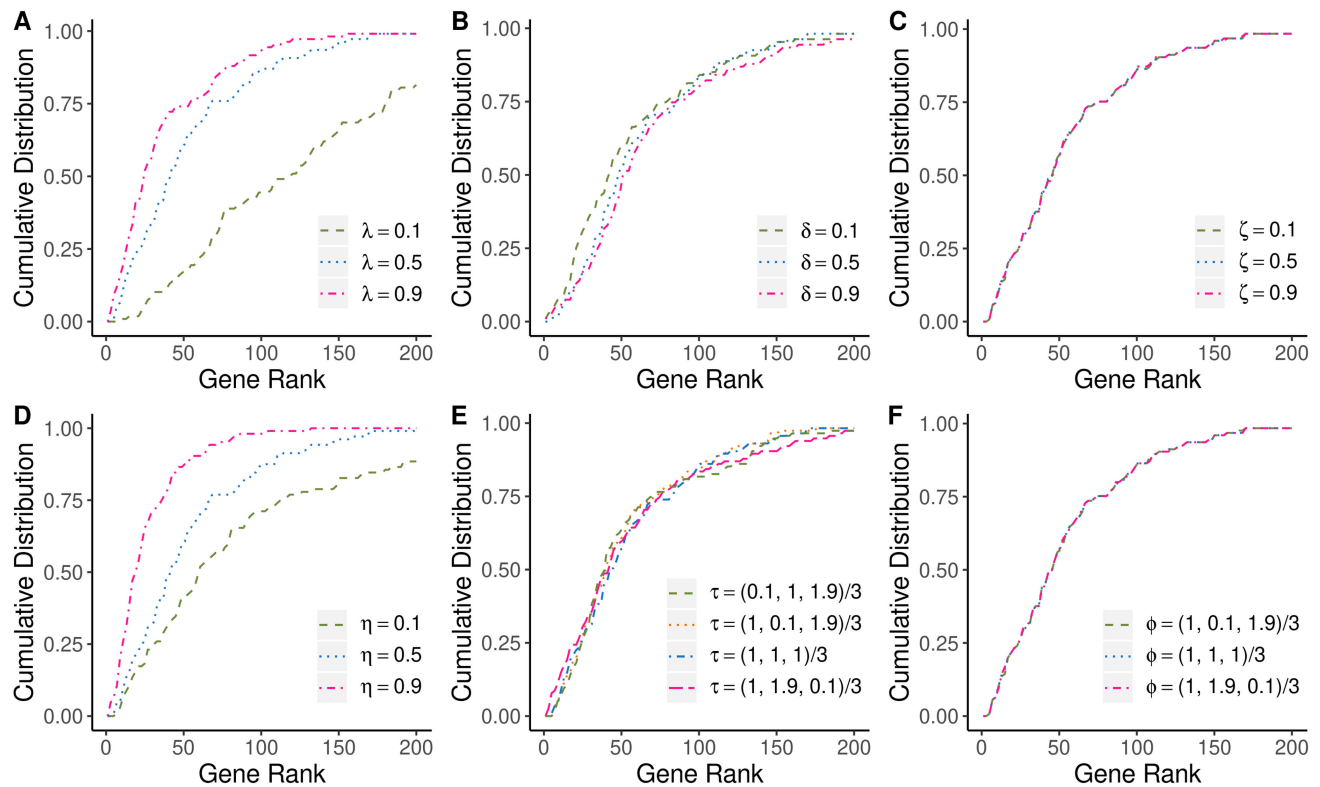 A
Cumulative Distribution
1.00
0.75
0.50
0.25
0.00
λ = 0.1
λ = 0.5
λ = 0.9
0
50
100
150
200
Gene Rank
B
Cumulative Distribution
1.00
0.75
0.50
0.25
0.00
δ = 0.1
δ = 0.5
δ = 0.9
0
50
100
150
200
Gene Rank
C
Cumulative Distribution
1.00
0.75
0.50
0.25
0.00
ζ = 0.1
ζ = 0.5
ζ = 0.9
0
50
100
150
200
Gene Rank
D
Cumulative Distribution
1.00
0.75
0.50
0.25
0.00
η = 0.1
η = 0.5
η = 0.9
0
50
100
150
200
Gene Rank
E
Cumulative Distribution
1.00
0.75
0.50
0.25
0.00
τ = (0.1, 1, 1.9)/3
τ = (1, 0.1, 1.9)/3
τ = (1, 1, 1)/3
τ = (1, 1.9, 0.1)/3
0
50
100
150
200
Gene Rank
F
Cumulative Distribution
1.00
0.75
0.50
0.25
0.00
ϕ = (1, 0.1, 1.9)/3
ϕ = (1, 1, 1)/3
ϕ = (1, 1.9, 0.1)/3
0
50
100
150
200
Gene Rank